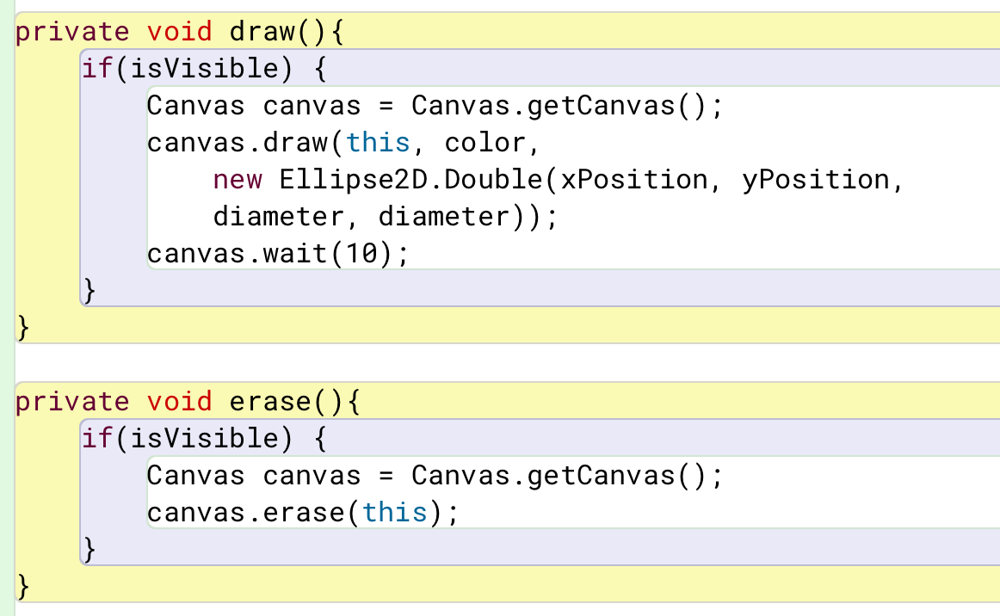 private void draw(){
if(isVisible) {
Canvas canvas = Canvas.getCanvas();
canvas.draw(this, color,
new Ellipse2D.Double(xPosition, yPosition,
diameter, diameter));
canvas.wait(10);
}
}
private void erase(){
if(isVisible) {
Canvas canvas = Canvas.getCanvas();
canvas.erase(this);
}
}